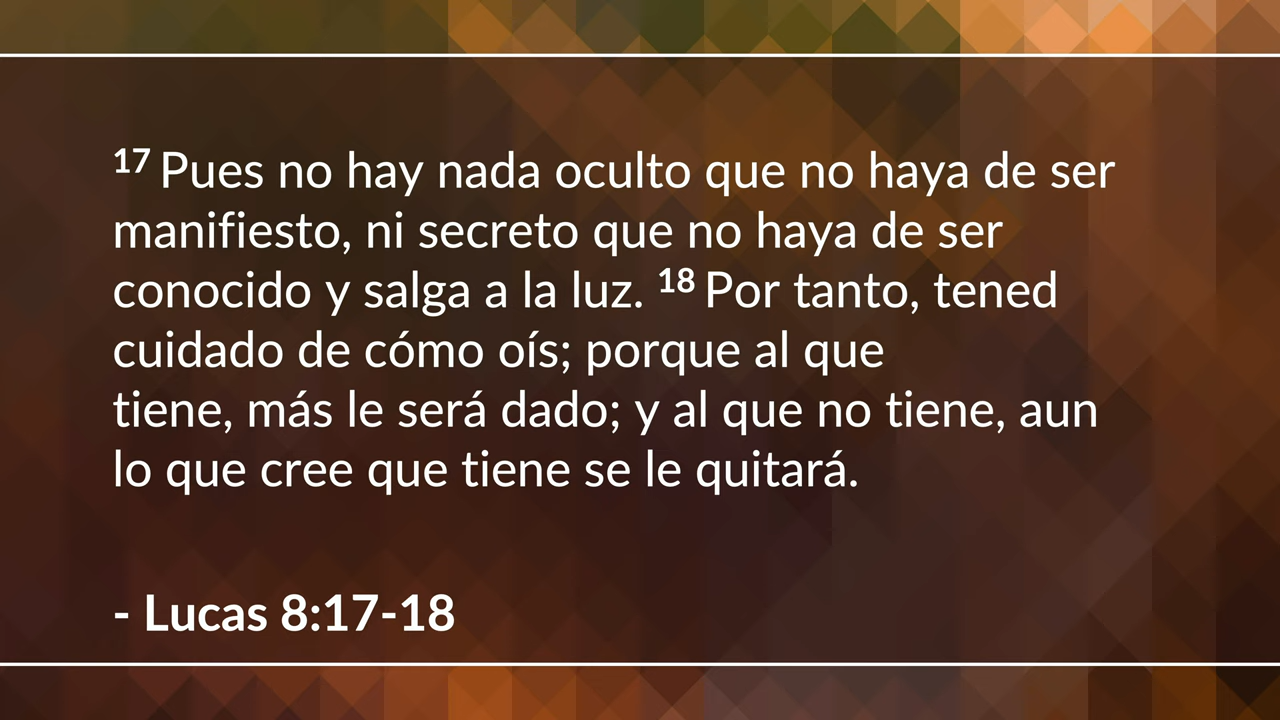 17 Pues no hay nada oculto que no haya de ser
manifiesto, ni secreto que no haya de ser
conocido y salga a la luz. 18 Por tanto, tened
cuidado de cómo oís; porque al que
tiene, más le será dado; y al que no tiene, aun
lo que cree que tiene se le quitará.
- Lucas 8:17-18